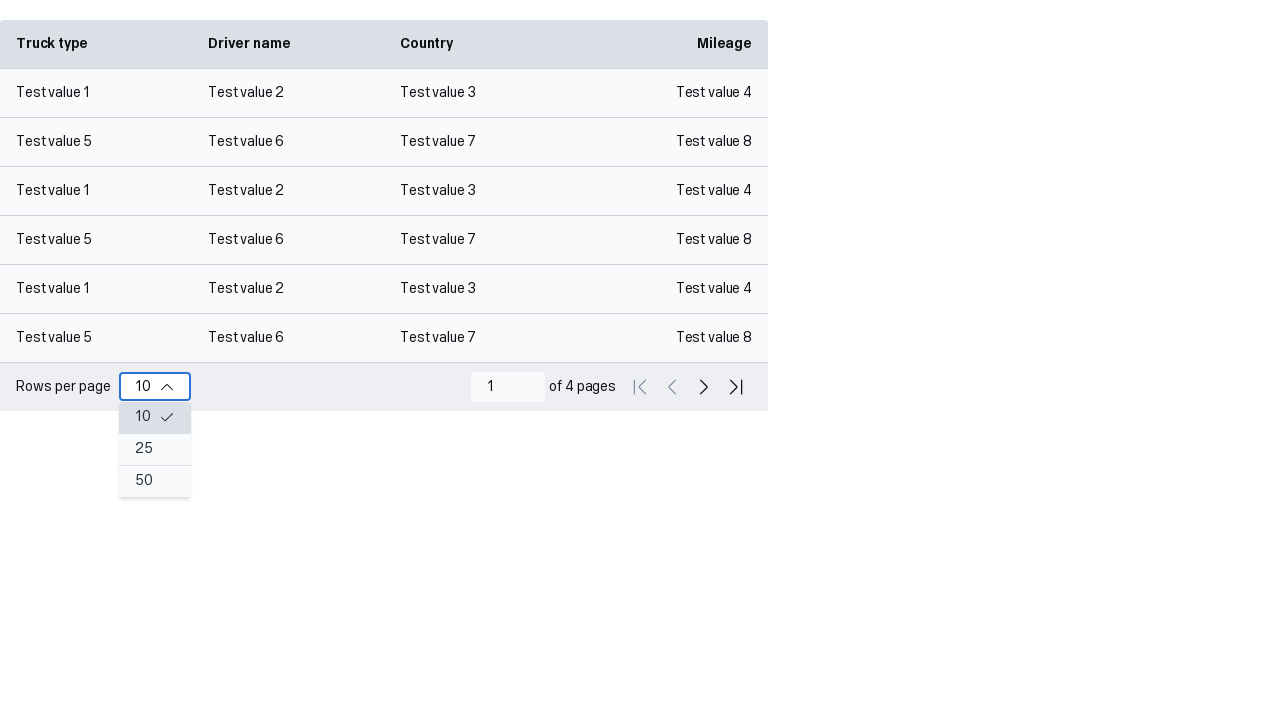 Truck type Driver name Country Mileage
Test value 1 Test value 2 Test value 3 Test value 4
Test value 5 Test value 6 Test value 7 Test value 8
Test value 1 Test value 2 Test value 3 Test value 4
Test value 5 Test value 6 Test value 7 Test value 8
Test value 1 Test value 2 Test value 3 Test value 4
Test value 5 Test value 6 Test value 7 Test value 8
Rows per page 10 1 of 4 pages
10
25
50